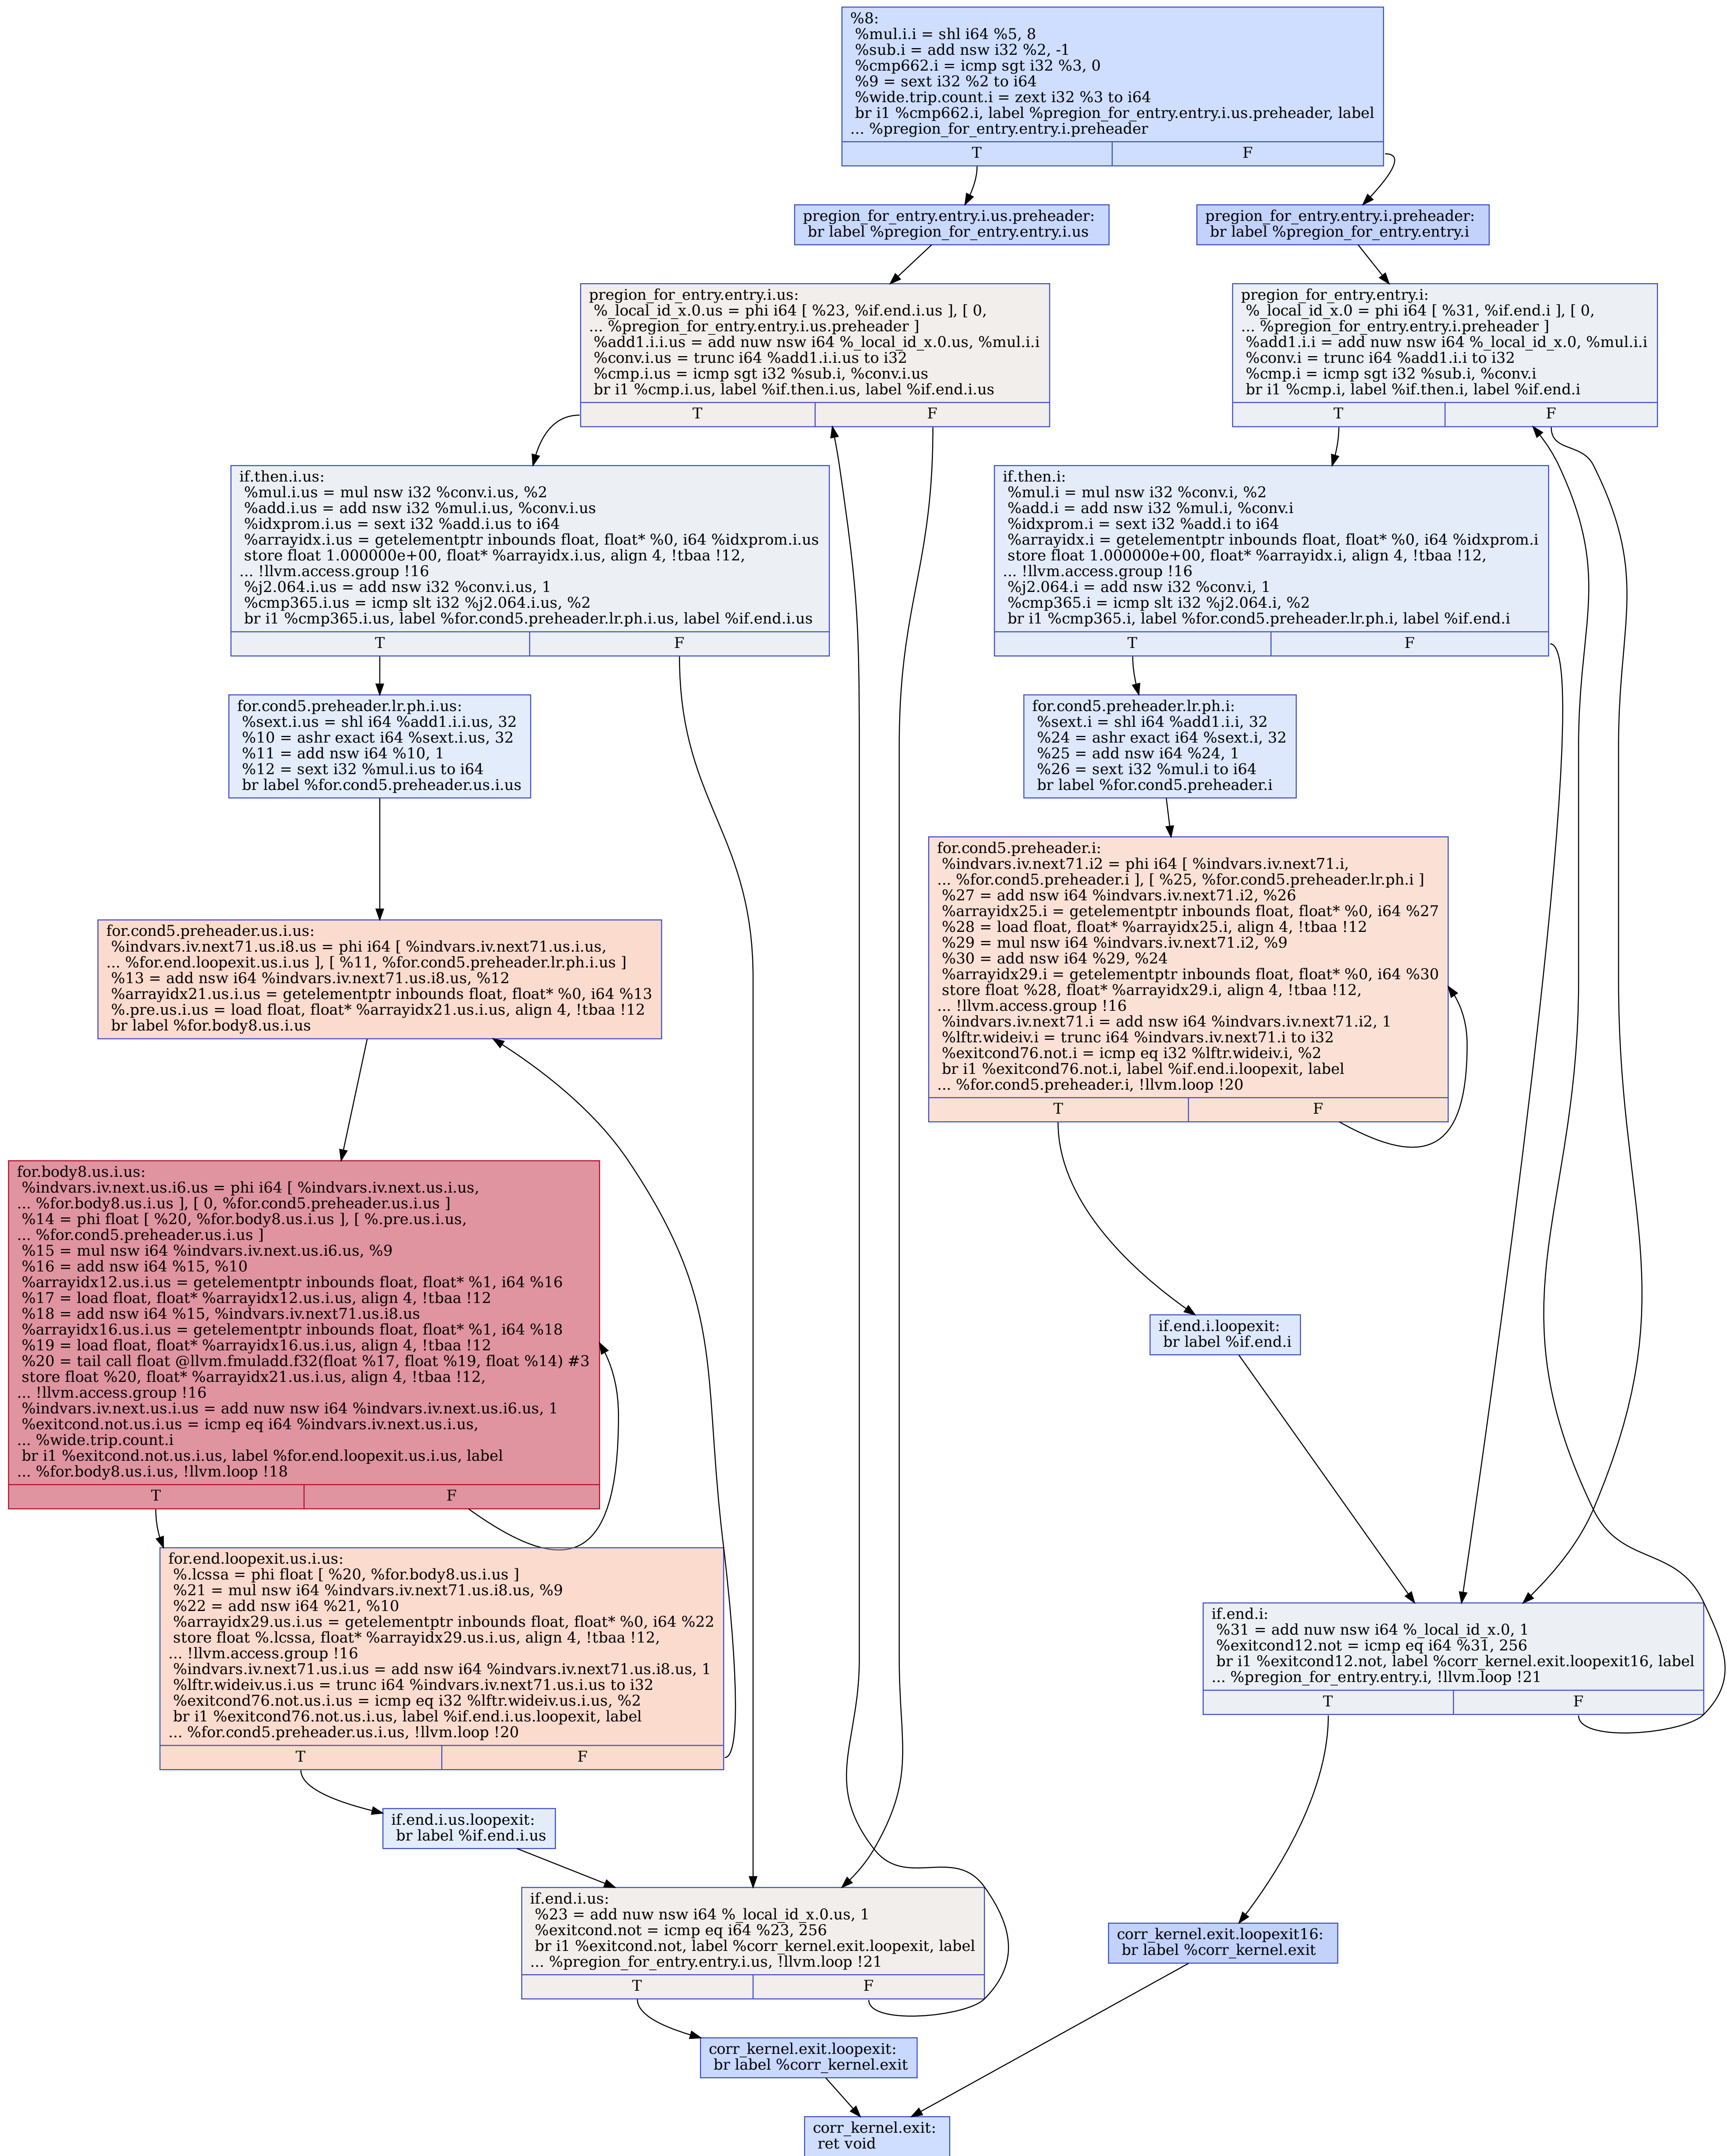 %8:
%mul.i.i = shl i64 %5, 8
%sub.i = add nsw i32 %2, -1
%cmp662.i = icmp sgt i32 %3, 0
%9 = sext i32 %2 to i64
%wide.trip.count.i = zext i32 %3 to i64
br i1 %cmp662.i, label %pregion_for_entry.entry.i.us.preheader, label
... %pregion_for_entry.entry.i.preheader
T
F
pregion_for_entry.entry.i.us.preheader:
br label %pregion_for_entry.entry.i.us
pregion_for_entry.entry.i.preheader:
br label %pregion_for_entry.entry.i
pregion_for_entry.entry.i.us:
%_local_id_x.0.us = phi i64 [ %23, %if.end.i.us ], [ 0,
... %pregion_for_entry.entry.i.us.preheader ]
%add1.i.i.us = add nuw nsw i64 %_local_id_x.0.us, %mul.i.i
%conv.i.us = trunc i64 %add1.i.i.us to i32
%cmp.i.us = icmp sgt i32 %sub.i, %conv.i.us
br i1 %cmp.i.us, label %if.then.i.us, label %if.end.i.us
T
F
pregion_for_entry.entry.i:
%_local_id_x.0 = phi i64 [ %31, %if.end.i ], [ 0,
... %pregion_for_entry.entry.i.preheader ]
%add1.i.i = add nuw nsw i64 %_local_id_x.0, %mul.i.i
%conv.i = trunc i64 %add1.i.i to i32
%cmp.i = icmp sgt i32 %sub.i, %conv.i
br i1 %cmp.i, label %if.then.i, label %if.end.i
T
F
if.then.i.us:
%mul.i.us = mul nsw i32 %conv.i.us, %2
%add.i.us = add nsw i32 %mul.i.us, %conv.i.us
%idxprom.i.us = sext i32 %add.i.us to i64
%arrayidx.i.us = getelementptr inbounds float, float* %0, i64 %idxprom.i.us
store float 1.000000e+00, float* %arrayidx.i.us, align 4, !tbaa !12,
... !llvm.access.group !16
%j2.064.i.us = add nsw i32 %conv.i.us, 1
%cmp365.i.us = icmp slt i32 %j2.064.i.us, %2
br i1 %cmp365.i.us, label %for.cond5.preheader.lr.ph.i.us, label %if.end.i.us
T
F
if.then.i:
%mul.i = mul nsw i32 %conv.i, %2
%add.i = add nsw i32 %mul.i, %conv.i
%idxprom.i = sext i32 %add.i to i64
%arrayidx.i = getelementptr inbounds float, float* %0, i64 %idxprom.i
store float 1.000000e+00, float* %arrayidx.i, align 4, !tbaa !12,
... !llvm.access.group !16
%j2.064.i = add nsw i32 %conv.i, 1
%cmp365.i = icmp slt i32 %j2.064.i, %2
br i1 %cmp365.i, label %for.cond5.preheader.lr.ph.i, label %if.end.i
T
F
for.cond5.preheader.lr.ph.i.us:
%sext.i.us = shl i64 %add1.i.i.us, 32
%10 = ashr exact i64 %sext.i.us, 32
%11 = add nsw i64 %10, 1
%12 = sext i32 %mul.i.us to i64
br label %for.cond5.preheader.us.i.us
for.cond5.preheader.lr.ph.i:
%sext.i = shl i64 %add1.i.i, 32
%24 = ashr exact i64 %sext.i, 32
%25 = add nsw i64 %24, 1
%26 = sext i32 %mul.i to i64
br label %for.cond5.preheader.i
for.cond5.preheader.us.i.us:
%indvars.iv.next71.us.i8.us = phi i64 [ %indvars.iv.next71.us.i.us,
... %for.end.loopexit.us.i.us ], [ %11, %for.cond5.preheader.lr.ph.i.us ]
%13 = add nsw i64 %indvars.iv.next71.us.i8.us, %12
%arrayidx21.us.i.us = getelementptr inbounds float, float* %0, i64 %13
%.pre.us.i.us = load float, float* %arrayidx21.us.i.us, align 4, !tbaa !12
br label %for.body8.us.i.us
for.cond5.preheader.i:
%indvars.iv.next71.i2 = phi i64 [ %indvars.iv.next71.i,
... %for.cond5.preheader.i ], [ %25, %for.cond5.preheader.lr.ph.i ]
%27 = add nsw i64 %indvars.iv.next71.i2, %26
%arrayidx25.i = getelementptr inbounds float, float* %0, i64 %27
%28 = load float, float* %arrayidx25.i, align 4, !tbaa !12
%29 = mul nsw i64 %indvars.iv.next71.i2, %9
%30 = add nsw i64 %29, %24
%arrayidx29.i = getelementptr inbounds float, float* %0, i64 %30
store float %28, float* %arrayidx29.i, align 4, !tbaa !12,
... !llvm.access.group !16
%indvars.iv.next71.i = add nsw i64 %indvars.iv.next71.i2, 1
%lftr.wideiv.i = trunc i64 %indvars.iv.next71.i to i32
%exitcond76.not.i = icmp eq i32 %lftr.wideiv.i, %2
br i1 %exitcond76.not.i, label %if.end.i.loopexit, label
... %for.cond5.preheader.i, !llvm.loop !20
T
F
for.body8.us.i.us:
%indvars.iv.next.us.i6.us = phi i64 [ %indvars.iv.next.us.i.us,
... %for.body8.us.i.us ], [ 0, %for.cond5.preheader.us.i.us ]
%14 = phi float [ %20, %for.body8.us.i.us ], [ %.pre.us.i.us,
... %for.cond5.preheader.us.i.us ]
%15 = mul nsw i64 %indvars.iv.next.us.i6.us, %9
%16 = add nsw i64 %15, %10
%arrayidx12.us.i.us = getelementptr inbounds float, float* %1, i64 %16
%17 = load float, float* %arrayidx12.us.i.us, align 4, !tbaa !12
%18 = add nsw i64 %15, %indvars.iv.next71.us.i8.us
%arrayidx16.us.i.us = getelementptr inbounds float, float* %1, i64 %18
%19 = load float, float* %arrayidx16.us.i.us, align 4, !tbaa !12
%20 = tail call float @llvm.fmuladd.f32(float %17, float %19, float %14) #3
store float %20, float* %arrayidx21.us.i.us, align 4, !tbaa !12,
... !llvm.access.group !16
%indvars.iv.next.us.i.us = add nuw nsw i64 %indvars.iv.next.us.i6.us, 1
%exitcond.not.us.i.us = icmp eq i64 %indvars.iv.next.us.i.us,
... %wide.trip.count.i
br i1 %exitcond.not.us.i.us, label %for.end.loopexit.us.i.us, label
... %for.body8.us.i.us, !llvm.loop !18
T
F
if.end.i.loopexit:
br label %if.end.i
for.end.loopexit.us.i.us:
%.lcssa = phi float [ %20, %for.body8.us.i.us ]
%21 = mul nsw i64 %indvars.iv.next71.us.i8.us, %9
%22 = add nsw i64 %21, %10
%arrayidx29.us.i.us = getelementptr inbounds float, float* %0, i64 %22
store float %.lcssa, float* %arrayidx29.us.i.us, align 4, !tbaa !12,
... !llvm.access.group !16
%indvars.iv.next71.us.i.us = add nsw i64 %indvars.iv.next71.us.i8.us, 1
%lftr.wideiv.us.i.us = trunc i64 %indvars.iv.next71.us.i.us to i32
%exitcond76.not.us.i.us = icmp eq i32 %lftr.wideiv.us.i.us, %2
br i1 %exitcond76.not.us.i.us, label %if.end.i.us.loopexit, label
... %for.cond5.preheader.us.i.us, !llvm.loop !20
T
F
if.end.i:
%31 = add nuw nsw i64 %_local_id_x.0, 1
%exitcond12.not = icmp eq i64 %31, 256
br i1 %exitcond12.not, label %corr_kernel.exit.loopexit16, label
... %pregion_for_entry.entry.i, !llvm.loop !21
T
F
if.end.i.us.loopexit:
br label %if.end.i.us
if.end.i.us:
%23 = add nuw nsw i64 %_local_id_x.0.us, 1
%exitcond.not = icmp eq i64 %23, 256
br i1 %exitcond.not, label %corr_kernel.exit.loopexit, label
... %pregion_for_entry.entry.i.us, !llvm.loop !21
T
F
corr_kernel.exit.loopexit16:
br label %corr_kernel.exit
corr_kernel.exit.loopexit:
br label %corr_kernel.exit
corr_kernel.exit:
ret void